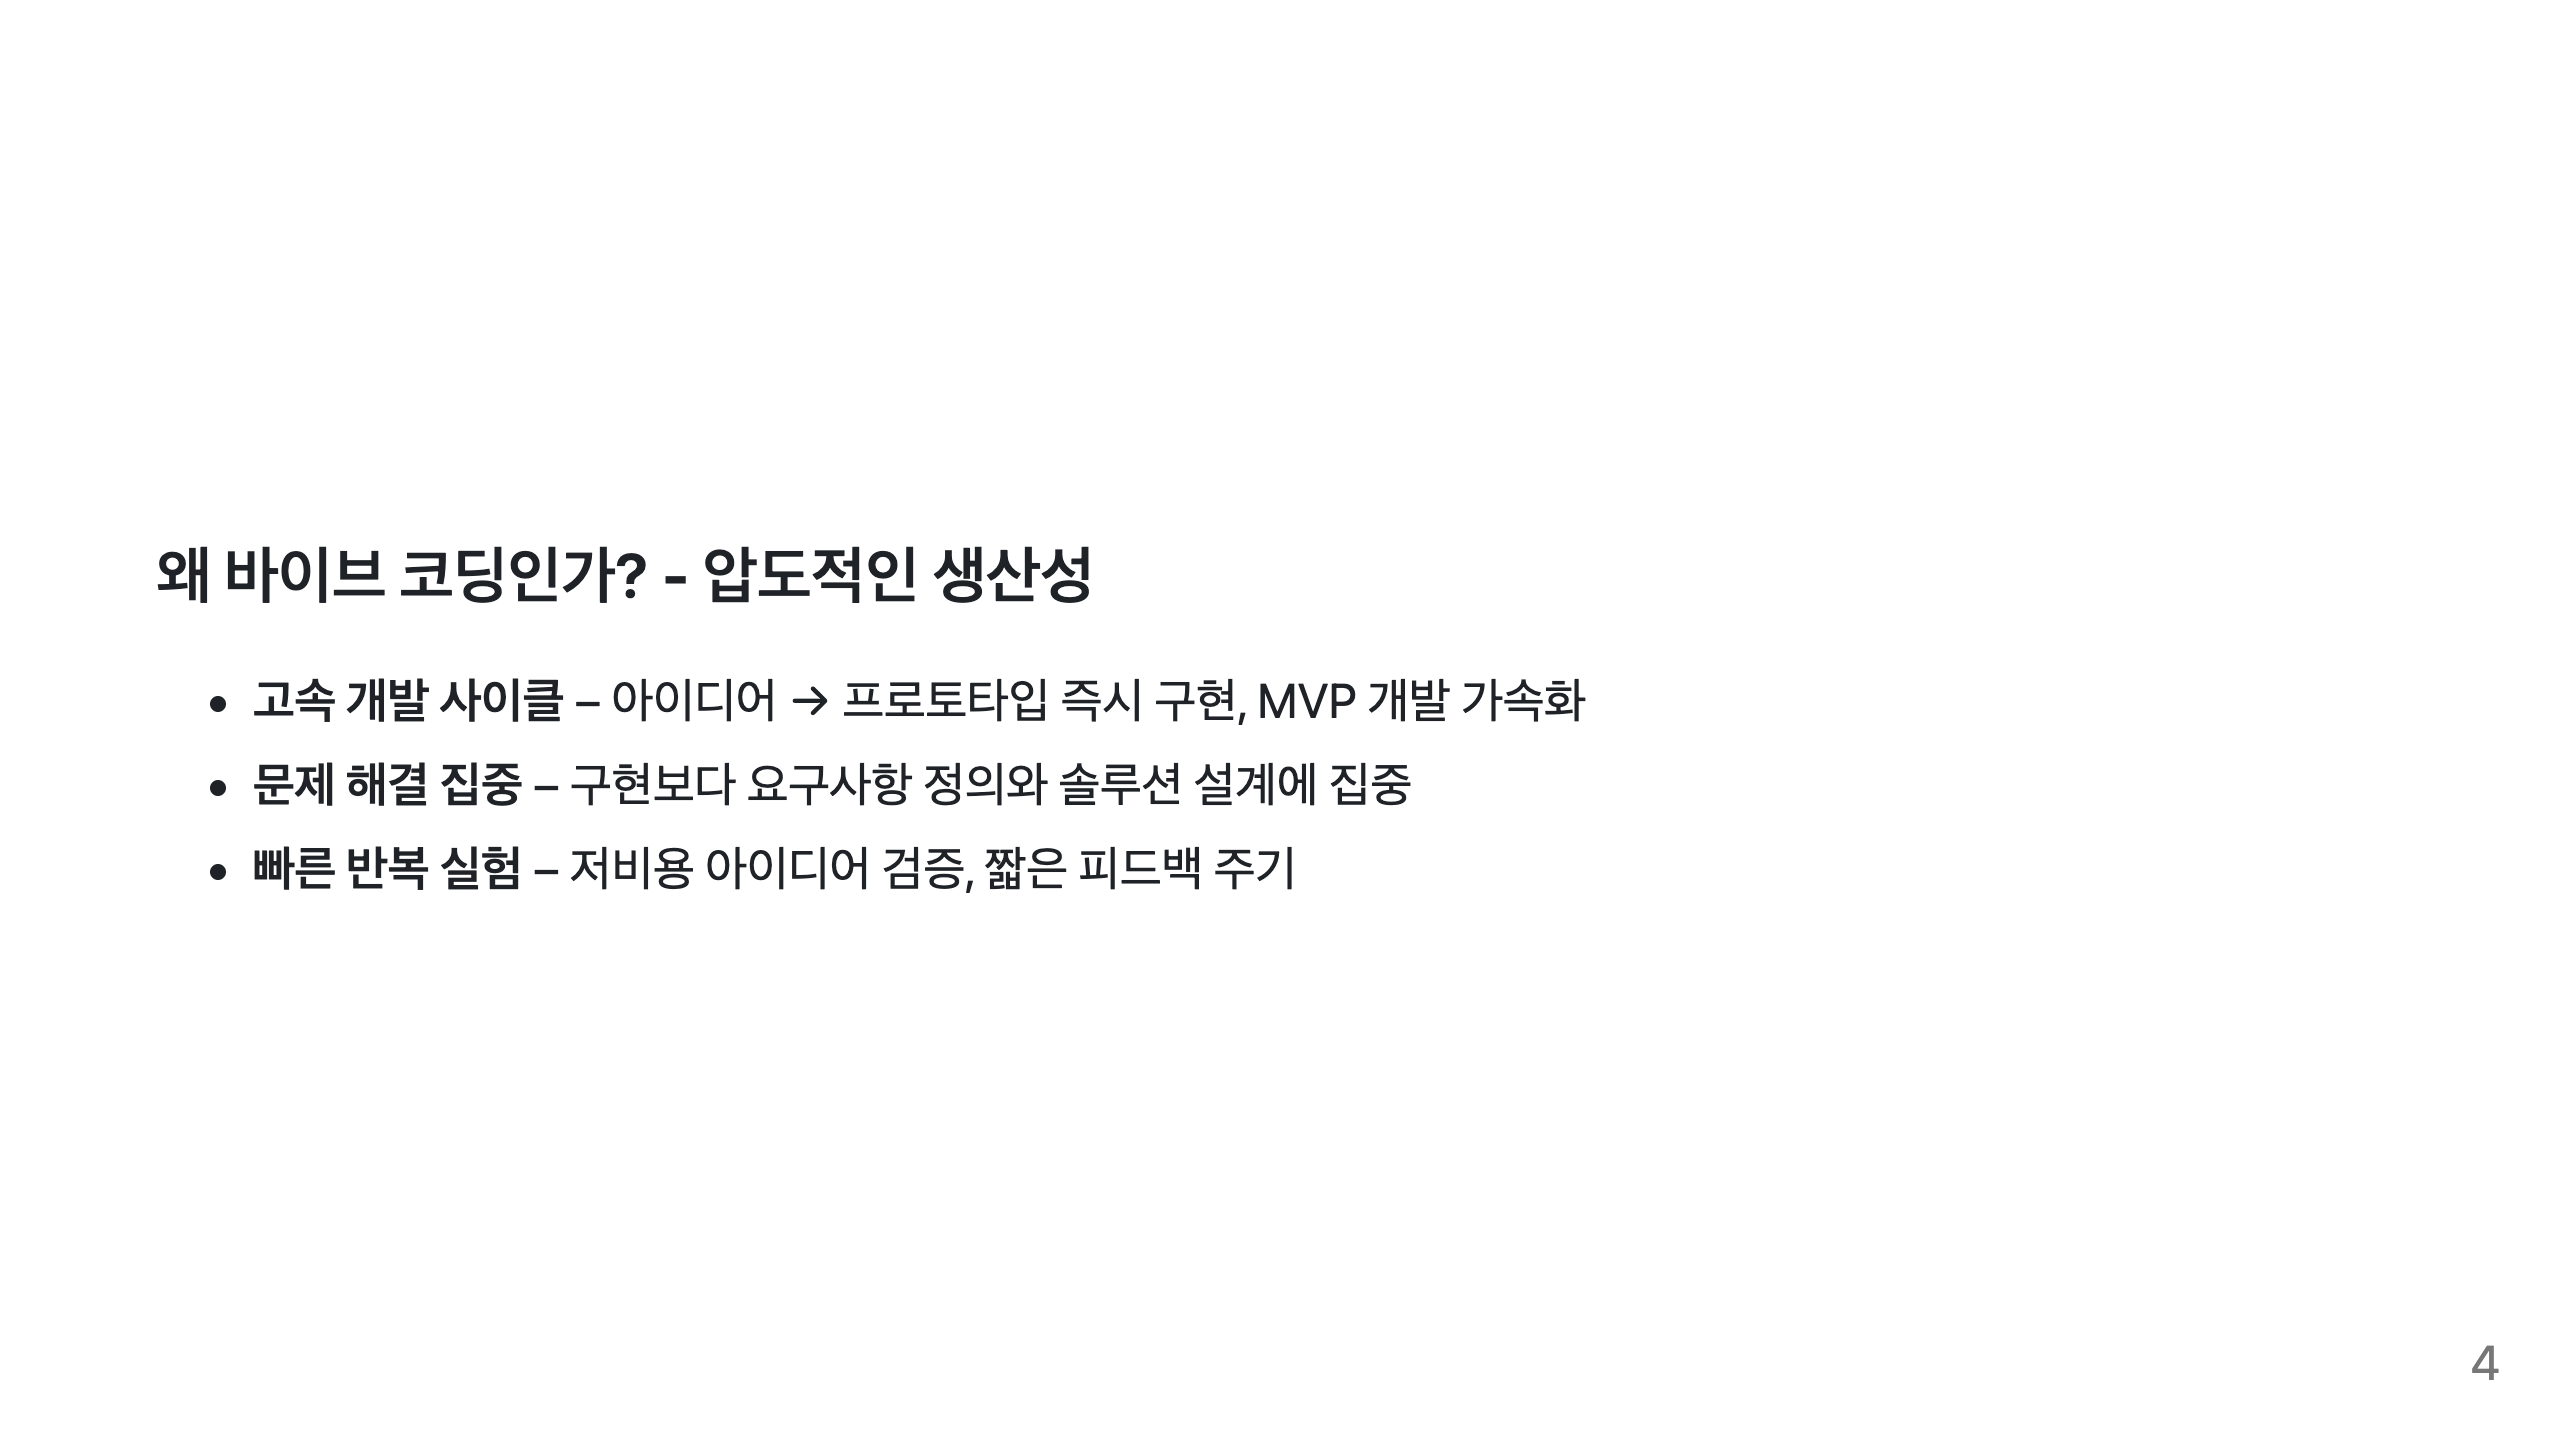 왜 바이브 코딩인가? - 압도적인 생산성
• 고속 개발 사이클 – 아이디어 → 프로토타입 즉시 구현, MVP 개발 가속화
• 문제 해결 집중 – 구현보다 요구사항 정의와 솔루션 설계에 집중
• 빠른 반복 실험 – 저비용 아이디어 검증, 짧은 피드백 주기
4